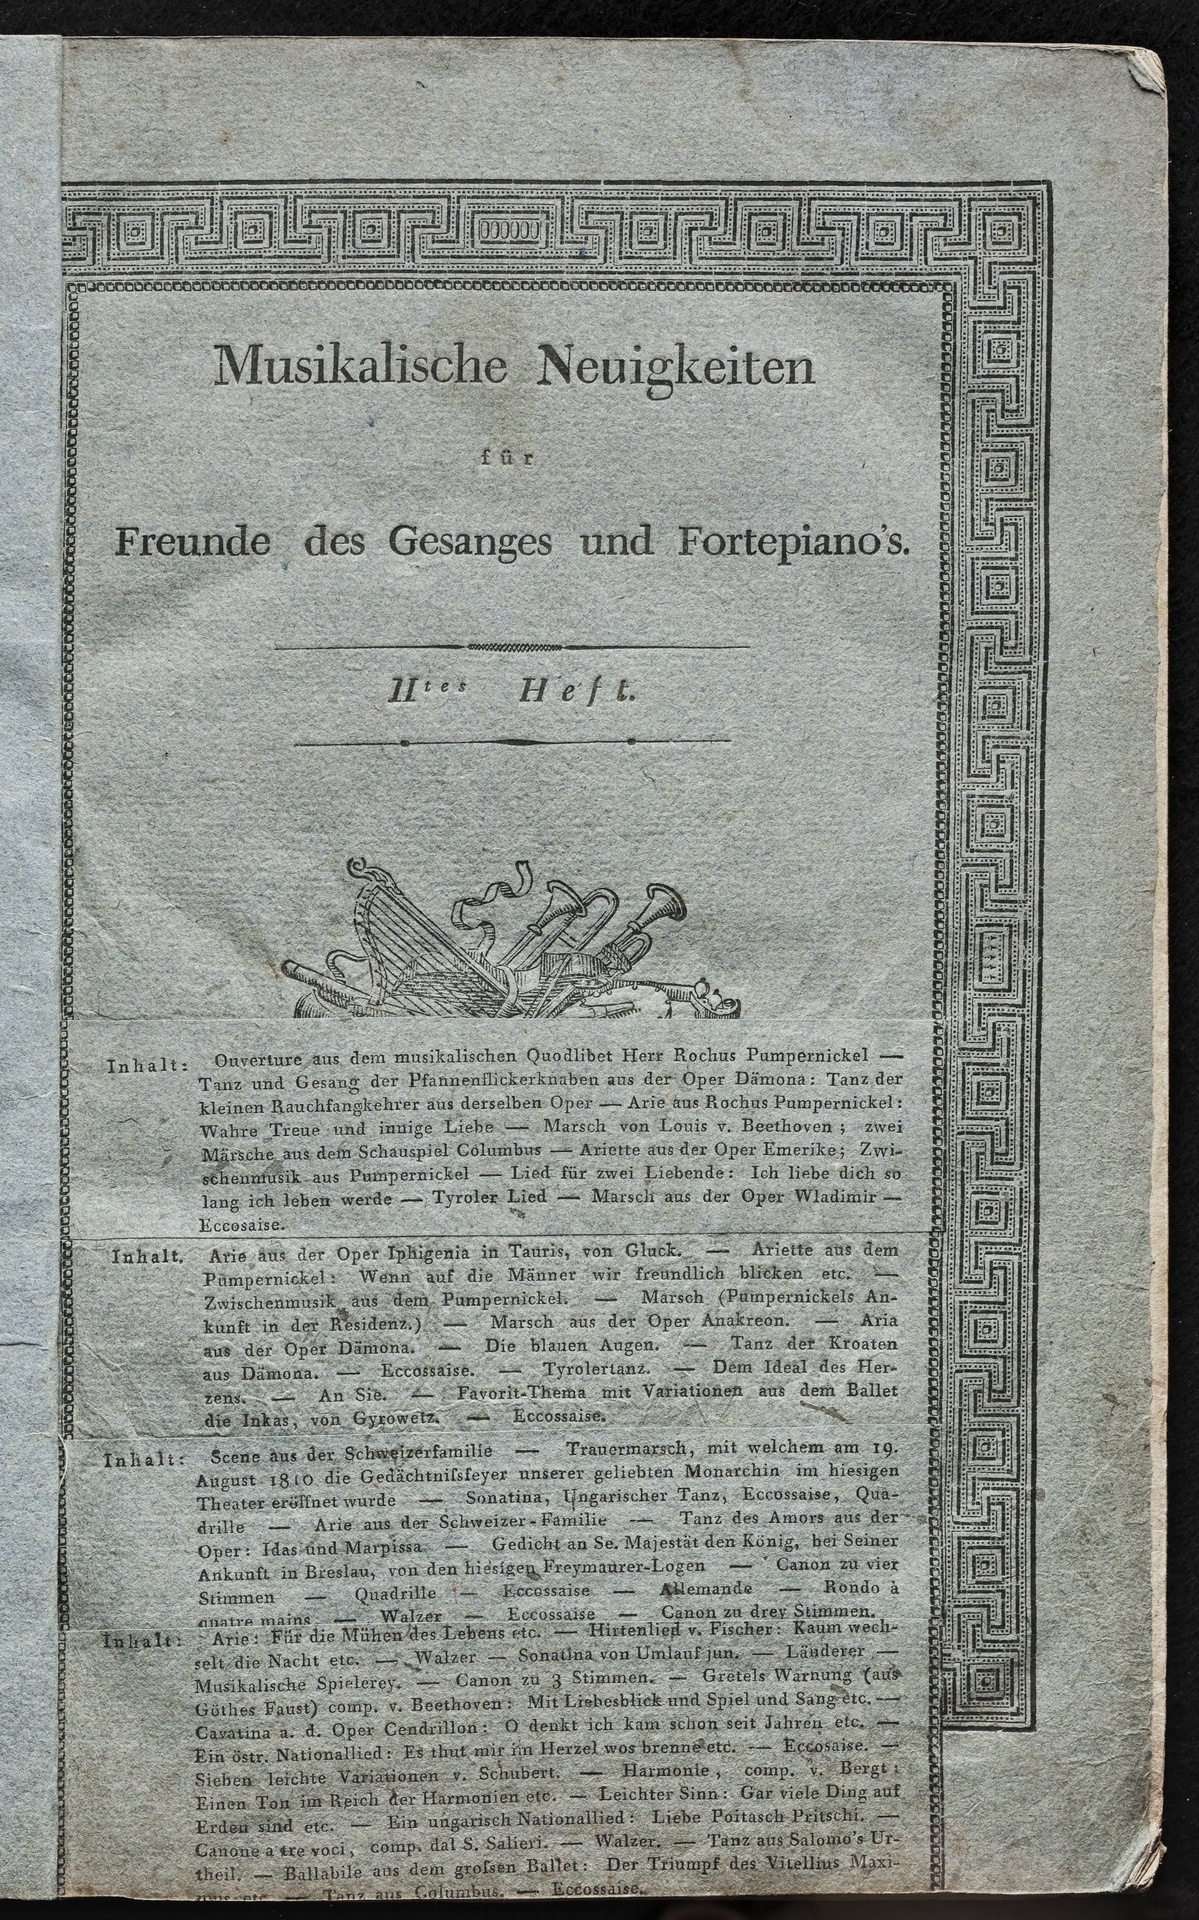 Musikalische Neuigkeiten
für
Freunde des Gesanges und Fortepiano's.
IItes Heft.
Inhalt: Ouverture aus dem musikalischen Quodlibet Herr Rochus Pumpernickel —
Tanz und Gesang der Pfannenflickerknaben aus der Oper Dämona: Tanz der
kleinen Rauchfangkehrer aus derselben Oper — Arie aus Rochus Pumpernickel:
Wahre Treue und innige Liebe — Marsch von Louis v. Beethoven; zwei
Märsche aus dem Schauspiel Columbus — Ariette aus der Oper Emerike; Zwi-
schenmusik aus Pumpernickel — Lied für zwei Liebende: Ich liebe dich so
lang ich leben werde — Tyroler Lied — Marsch aus der Oper Wladimir —
Eccosaise.
Inhalt. Arie aus der Oper Iphigenia in Tauris, von Gluck. — Ariette aus dem
Pumpernickel: Wenn auf die Männer wir freundlich blicken etc. —
Zwischenmusik aus dem Pumpernickel. — Marsch (Pumpernickels An-
kunft in der Residenz.) — Marsch aus der Oper Anakreon. — Aria
aus der Oper Dämona. — Die blauen Augen. — Tanz der Kroaten
aus Dämona. — Eccossaise. — Tyrolertanz. — Dem Ideal des Her-
zens. — An Sie. — Favorit-Thema mit Variationen aus dem Ballet
die Inkas, von Gyrowetz. — Eccossaise.
Inhalt: Scene aus der Schweizerfamilie — Trauermarsch, mit welchem am 19.
August 1810 die Gedächtniſsfeyer unserer geliebten Monarchin im hiesigen
Theater eröffnet wurde — Sonatina, Ungarischer Tanz, Eccossaise, Qua-
drille — Arie aus der Schweizer-Familie — Tanz des Amors aus der
Oper: Idas und Marpissa — Gedicht an Se. Majestät den König, bei Seiner
Ankunft in Breslau, von den hiesigen Freymaurer-Logen — Canon zu vier
Stimmen — Quadrille — Eccossaise — Allemande — Rondo à
quatre mains — Walzer — Eccossaise — Canon zu drey Stimmen.
Inhalt: Arie: Für die Mühen des Lebens etc. — Hirtenlied v. Fischer: Kaum wech-
selt die Nacht etc. — Walzer — Sonatina von Umlauf jun. — Länderer —
Musikalische Spielerey. — Canon zu 3 Stimmen. — Gretels Warnung (aus
Göthes Faust) comp. v. Beethoven: Mit Liebesblick und Spiel und Sang etc. —
Cavatina a. d. Oper Cendrillon: O denkt ich kam schon seit Jahren etc. —
Ein östr. Nationallied: Es thut mir im Herzel wos brenne etc. — Eccosaise. —
Sieben leichte Variationen v. Schubert. — Harmonie, comp. v. Bergt:
Einen Ton im Reich der Harmonien etc. — Leichter Sinn: Gar viele Ding auf
Erden sind etc. — Ein ungarisch Nationallied: Liebe Poitasch Pritschi. —
Canone a tre voci, comp. dal S. Salieri. — Walzer. — Tanz aus Salomo's Ur-
theil. — Ballabile aus dem groſsen Ballet: Der Triumpf des Vitellius Maxi-
mus etc. — Tanz aus Columbus. — Eccossaise.